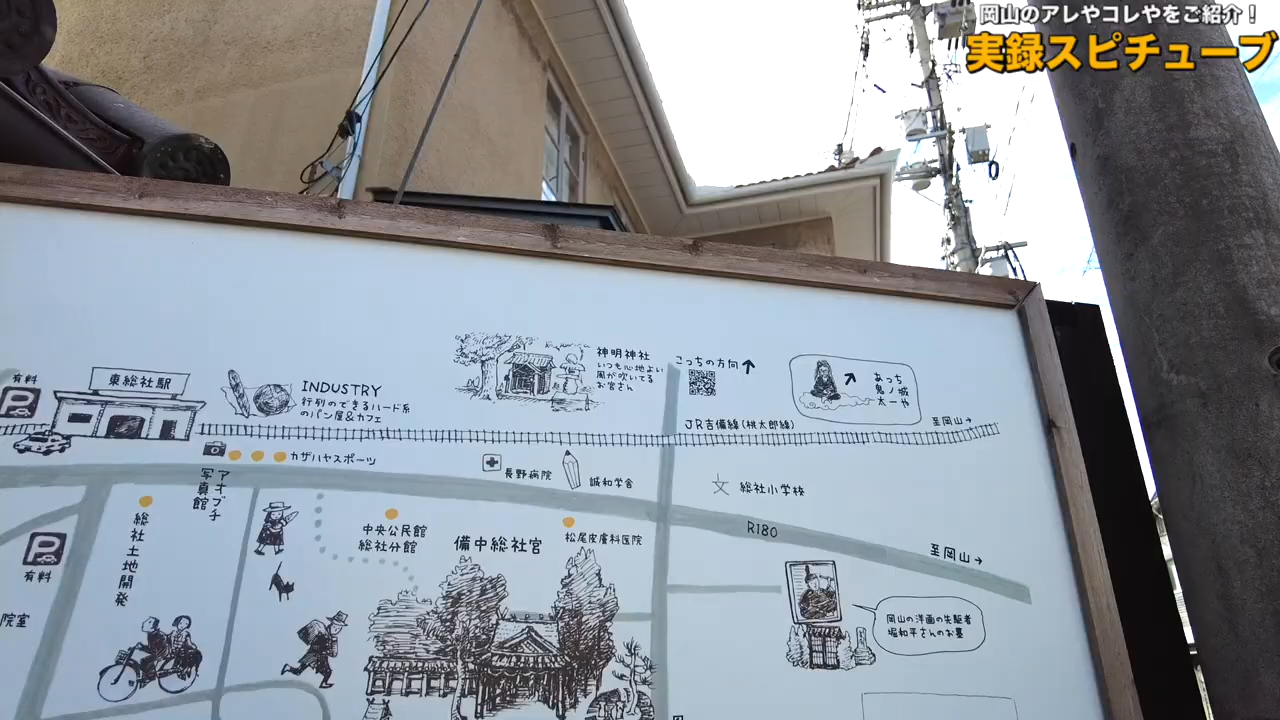 岡山のアレやコレやをご紹介！
実録スピチューブ
神明神社
いつも心地よい
風が吹いてる
お宮さん
こっちの方向
あっち
鬼ノ城
太一や
有料
P
東総社駅
INDUSTRY
行列のできるハード系
のパン屋&カフェ
JR吉備線(桃太郎線)
至岡山→
カザハヤスポーツ
長野病院
誠和学舎
文 総社小学校
アオブチ
写真館
総社土地開発
中央公民館
総社分館
備中総社宮
松尾皮膚科医院
R180
至岡山→
P
有料
院室
岡山の洋画の先駆者
堀和平さんのお墓